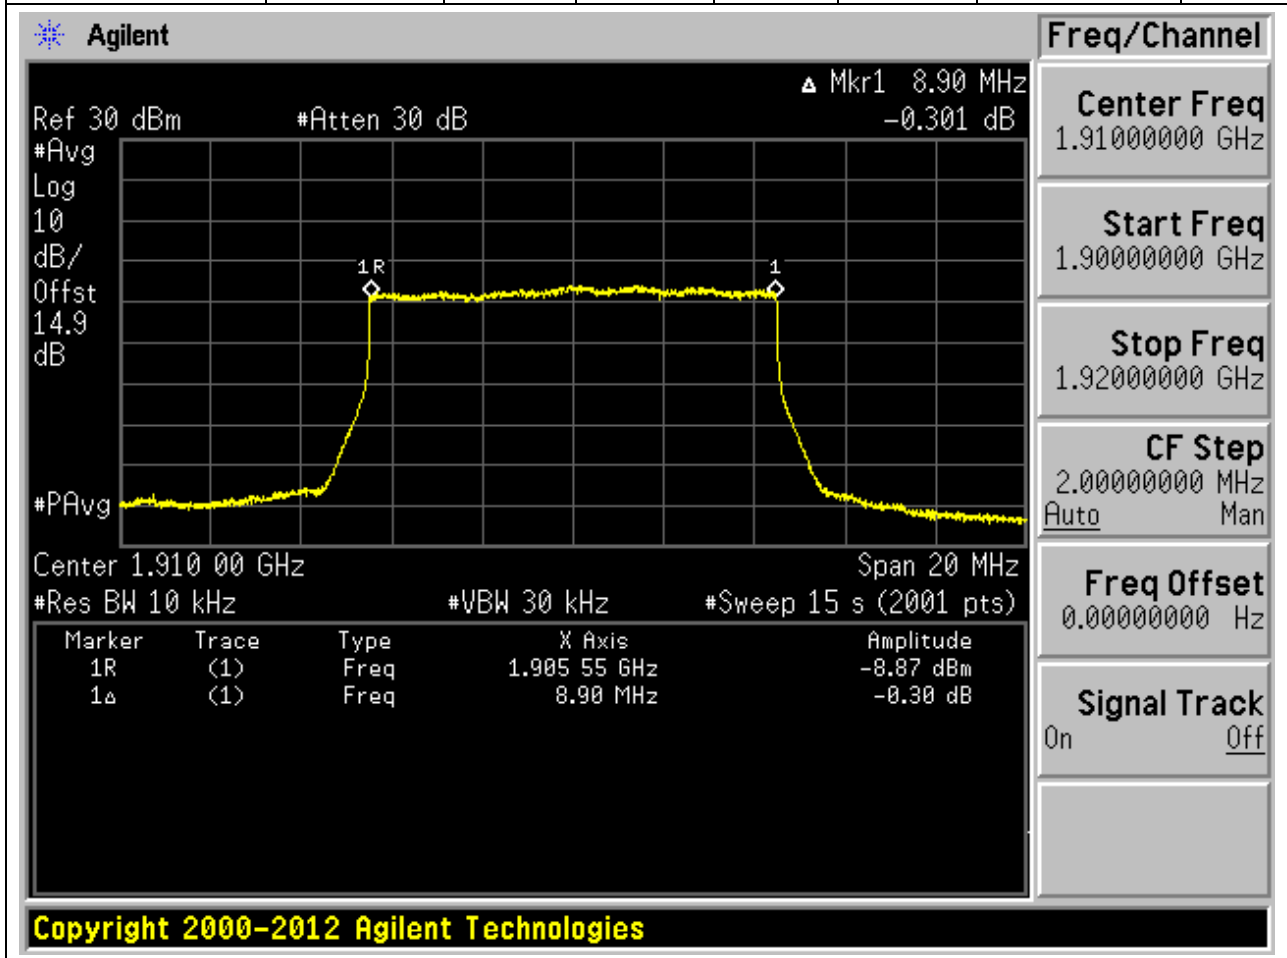 Agilent
Freq/Channel
▵ Mkr1 8.90 MHz
Ref 30 dBm #Atten 30 dB -0.301 dB
#Avg
Log
10
dB/
Offst
14.9
dB
#PAvg
1R
1
Center 1.910 00 GHz Span 20 MHz
#Res BW 10 kHz #VBW 30 kHz #Sweep 15 s (2001 pts)
Marker Trace Type X Axis Amplitude
1R (1) Freq 1.905 55 GHz -8.87 dBm
1▵ (1) Freq 8.90 MHz -0.30 dB
Center Freq
1.91000000 GHz
Start Freq
1.90000000 GHz
Stop Freq
1.92000000 GHz
CF Step
2.00000000 MHz
Auto Man
Freq Offset
0.00000000 Hz
Signal Track
On Off
Copyright 2000-2012 Agilent Technologies